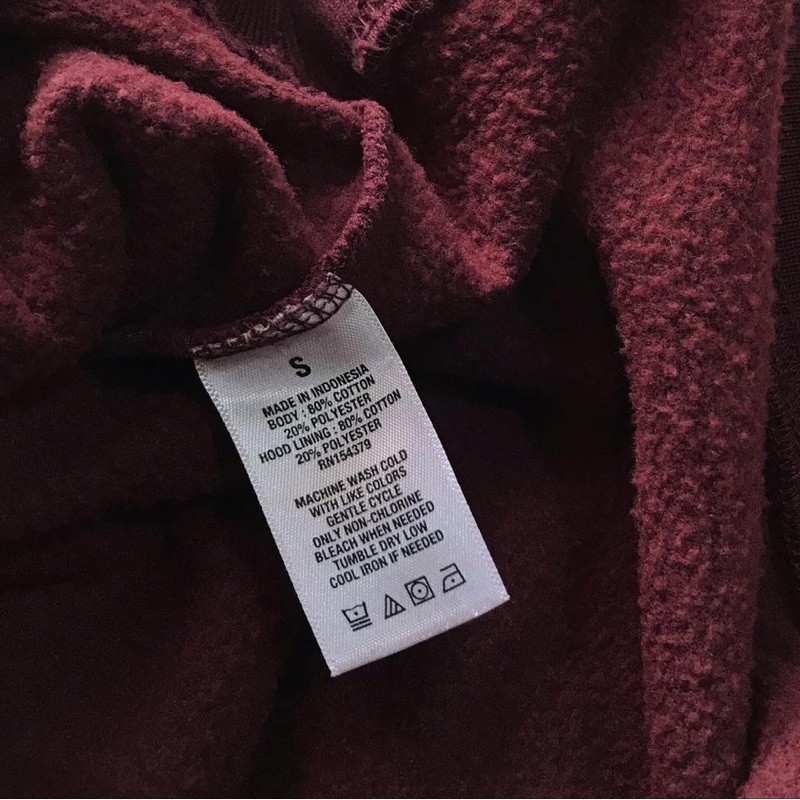 S
MADE IN INDONESIA
BODY : 80% COTTON
20% POLYESTER
HOOD LINING : 80% COTTON
20% POLYESTER
RN154379
MACHINE WASH COLD
WITH LIKE COLORS
GENTLE CYCLE
ONLY NON-CHLORINE
BLEACH WHEN NEEDED
TUMBLE DRY LOW
COOL IRON IF NEEDED